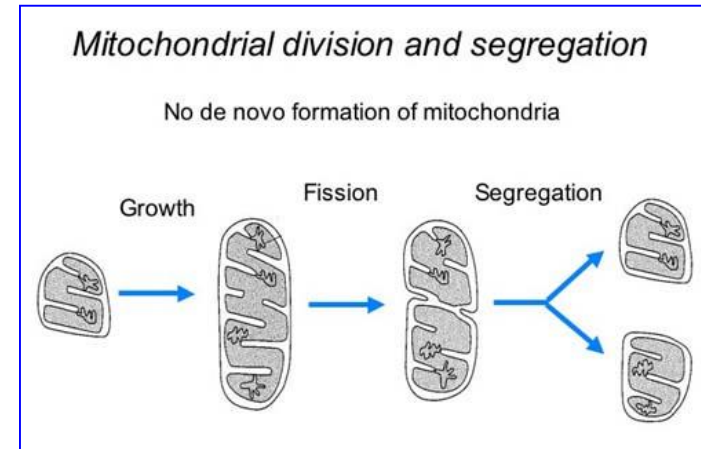 Mitochondrial division and segregation
No de novo formation of mitochondria
Growth
Fission
Segregation